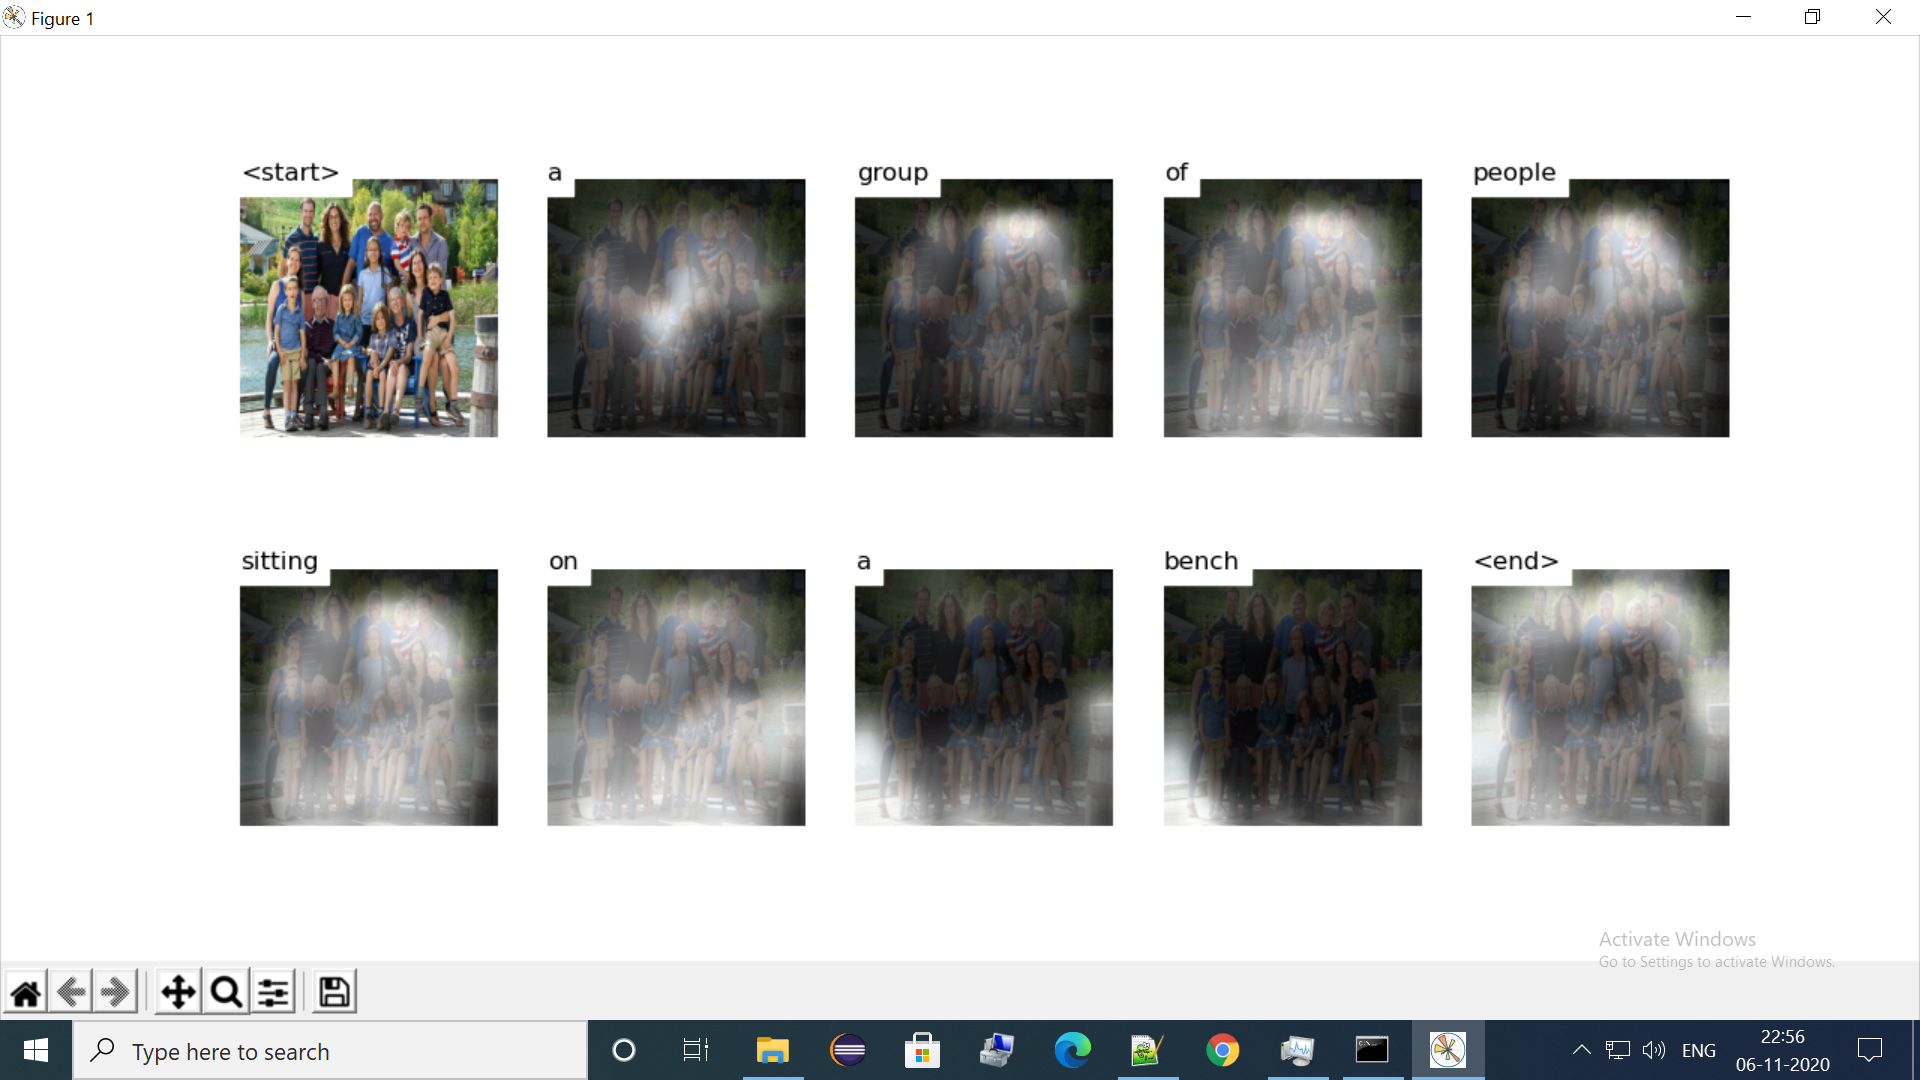 Figure 1
<start>
a
group
of
people
sitting
on
a
bench
<end>
Activate Windows
Go to Settings to activate Windows.
Type here to search
ENG
22:56
06-11-2020